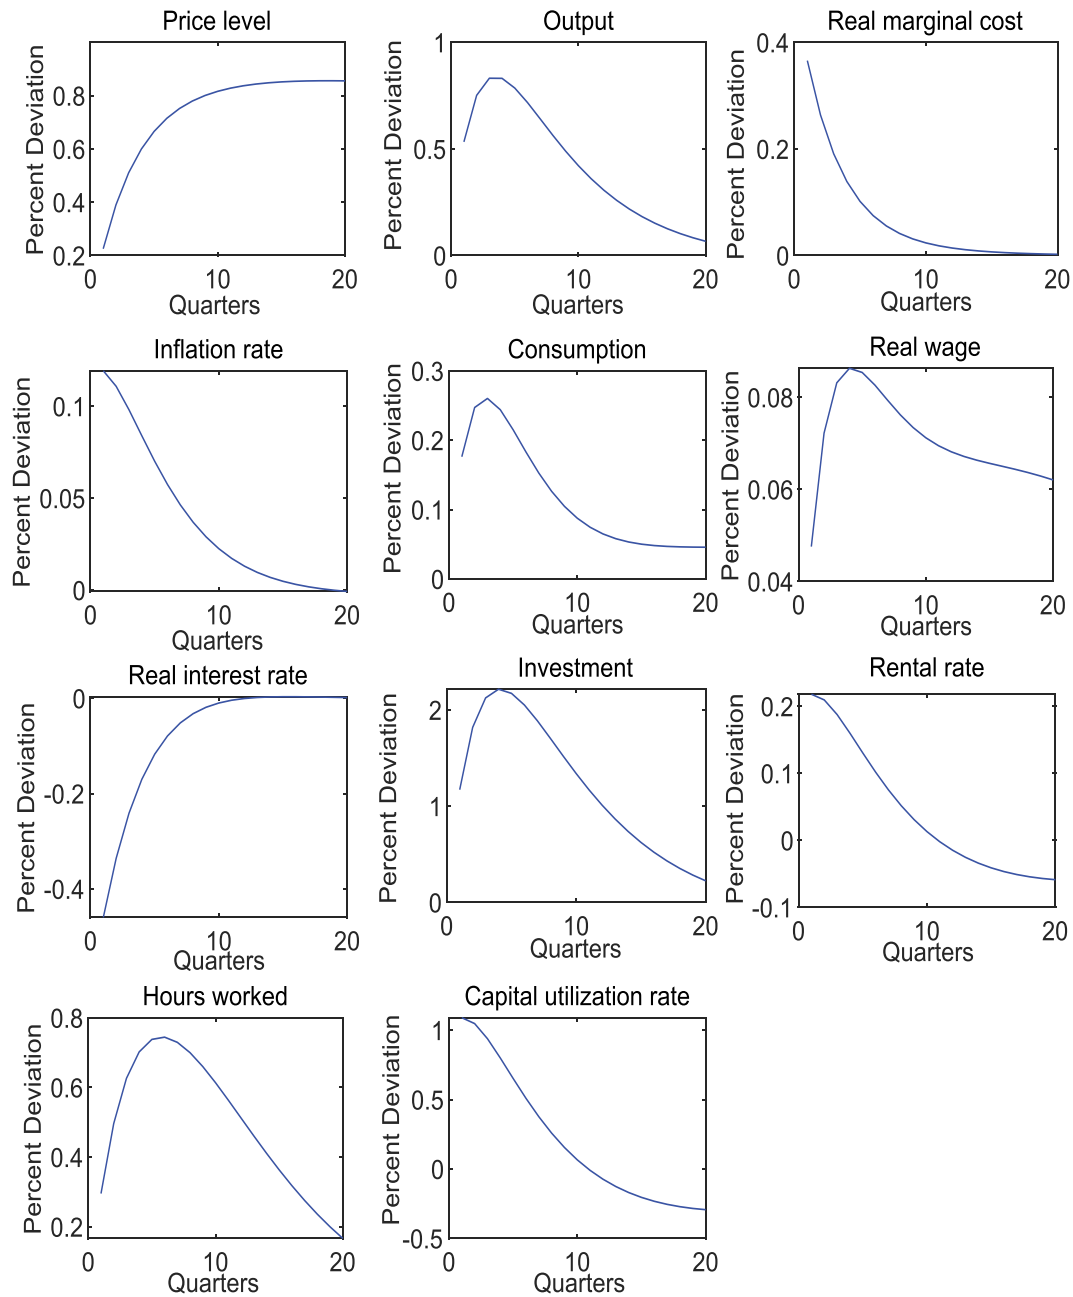 Price level
Percent Deviation
0.8
0.6
0.4
0.2
0 10 20
Quarters
Output
Percent Deviation
1
0.5
0
0 10 20
Quarters
Real marginal cost
Percent Deviation
0.4
0.2
0
0 10 20
Quarters
Inflation rate
Percent Deviation
0.1
0.05
0
0 10 20
Quarters
Consumption
Percent Deviation
0.3
0.2
0.1
0
0 10 20
Quarters
Real wage
Percent Deviation
0.08
0.06
0.04
0 10 20
Quarters
Real interest rate
Percent Deviation
0
-0.2
-0.4
0 10 20
Quarters
Investment
Percent Deviation
2
1
0
0 10 20
Quarters
Rental rate
Percent Deviation
0.2
0.1
0
-0.1
0 10 20
Quarters
Hours worked
Percent Deviation
0.8
0.6
0.4
0.2
0 10 20
Quarters
Capital utilization rate
Percent Deviation
1
0.5
0
-0.5
0 10 20
Quarters